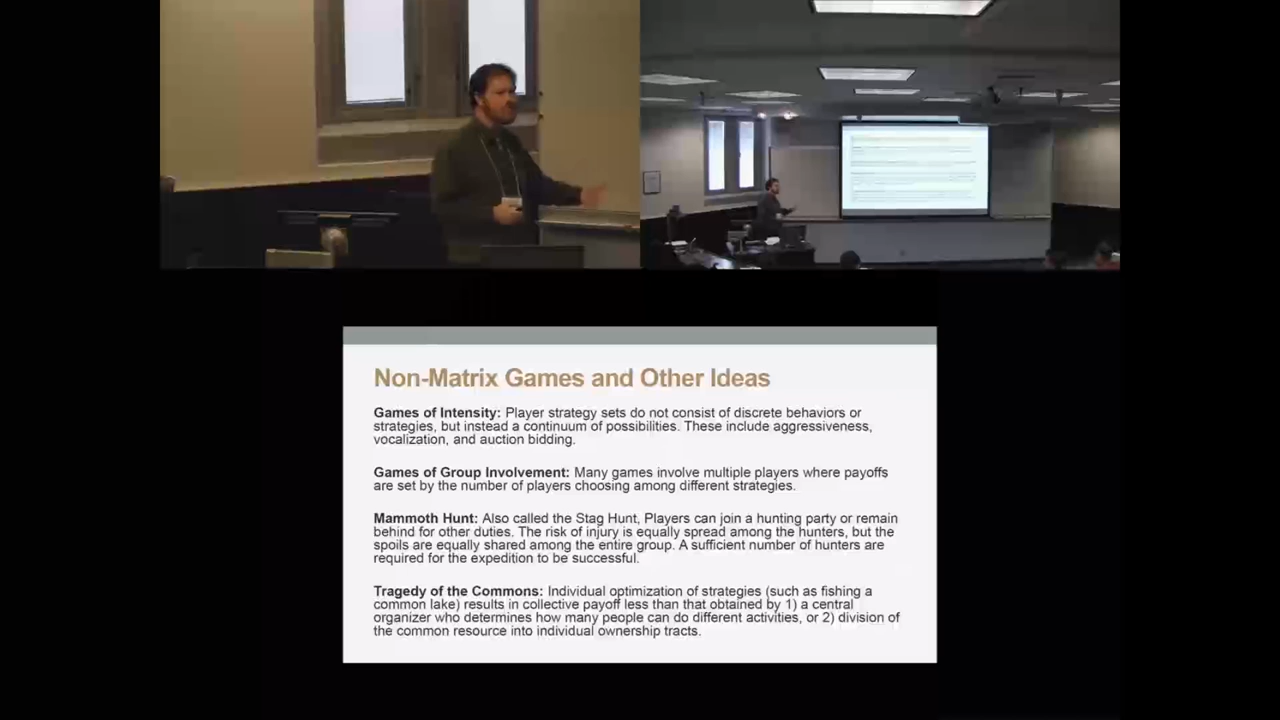 Non-Matrix Games and Other Ideas
Games of Intensity: Player strategy sets do not consist of discrete behaviors or
strategies, but instead a continuum of possibilities. These include aggressiveness,
vocalization, and auction bidding.
Games of Group Involvement: Many games involve multiple players where payoffs
are set by the number of players choosing among different strategies.
Mammoth Hunt: Also called the Stag Hunt, Players can join a hunting party or remain
behind for other duties. The risk of injury is equally spread among the hunters, but the
spoils are equally shared among the entire group. A sufficient number of hunters are
required for the expedition to be successful.
Tragedy of the Commons: Individual optimization of strategies (such as fishing a
common lake) results in collective payoff less than that obtained by 1) a central
organizer who determines how many people can do different activities, or 2) division of
the common resource into individual ownership tracts.